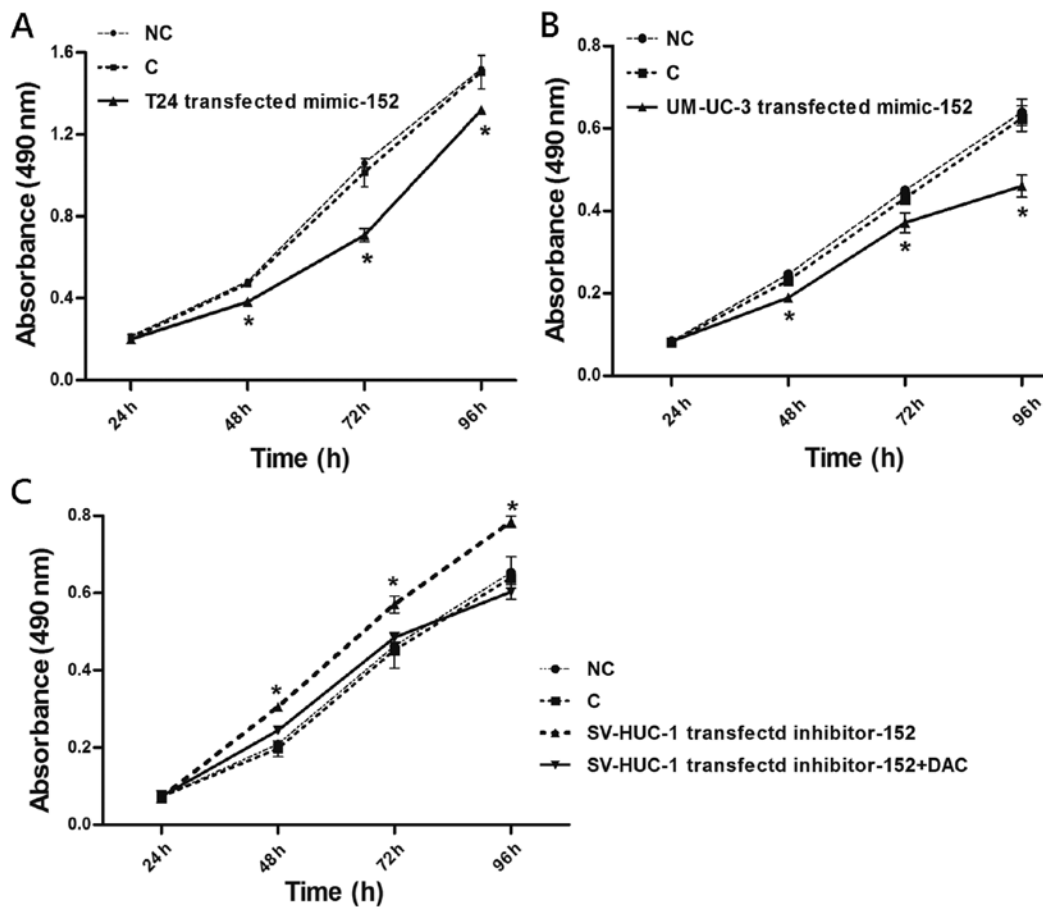 A
NC
C
T24 transfected mimic-152
Absorbance (490 nm)
1.6
1.2
0.8
0.4
0.0
*
*
*
24h
48h
72h
96h
Time (h)
B
NC
C
UM-UC-3 transfected mimic-152
Absorbance (490 nm)
0.8
0.6
0.4
0.2
0.0
*
*
*
24h
48h
72h
96h
Time (h)
C
Absorbance (490 nm)
0.8
0.6
0.4
0.2
0.0
*
*
*
24h
48h
72h
96h
Time (h)
NC
C
SV-HUC-1 transfectd inhibitor-152
SV-HUC-1 transfectd inhibitor-152+DAC